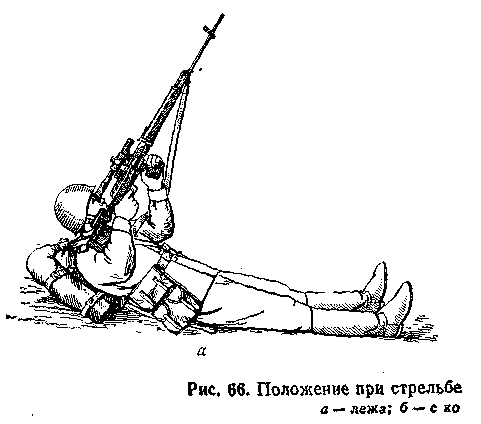 а
Рис. 66. Положение при стрельбе
а — лежа; б — с ко